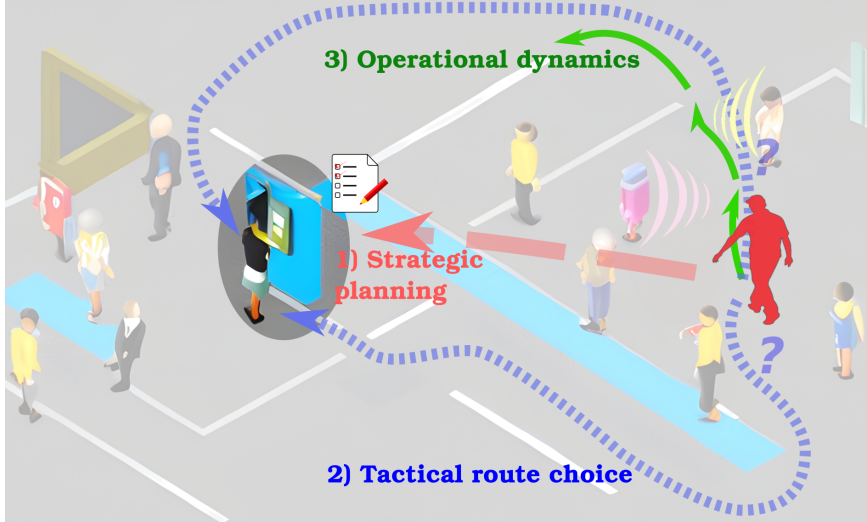 3) Operational dynamics
?
1) Strategic
planning
?
2) Tactical route choice